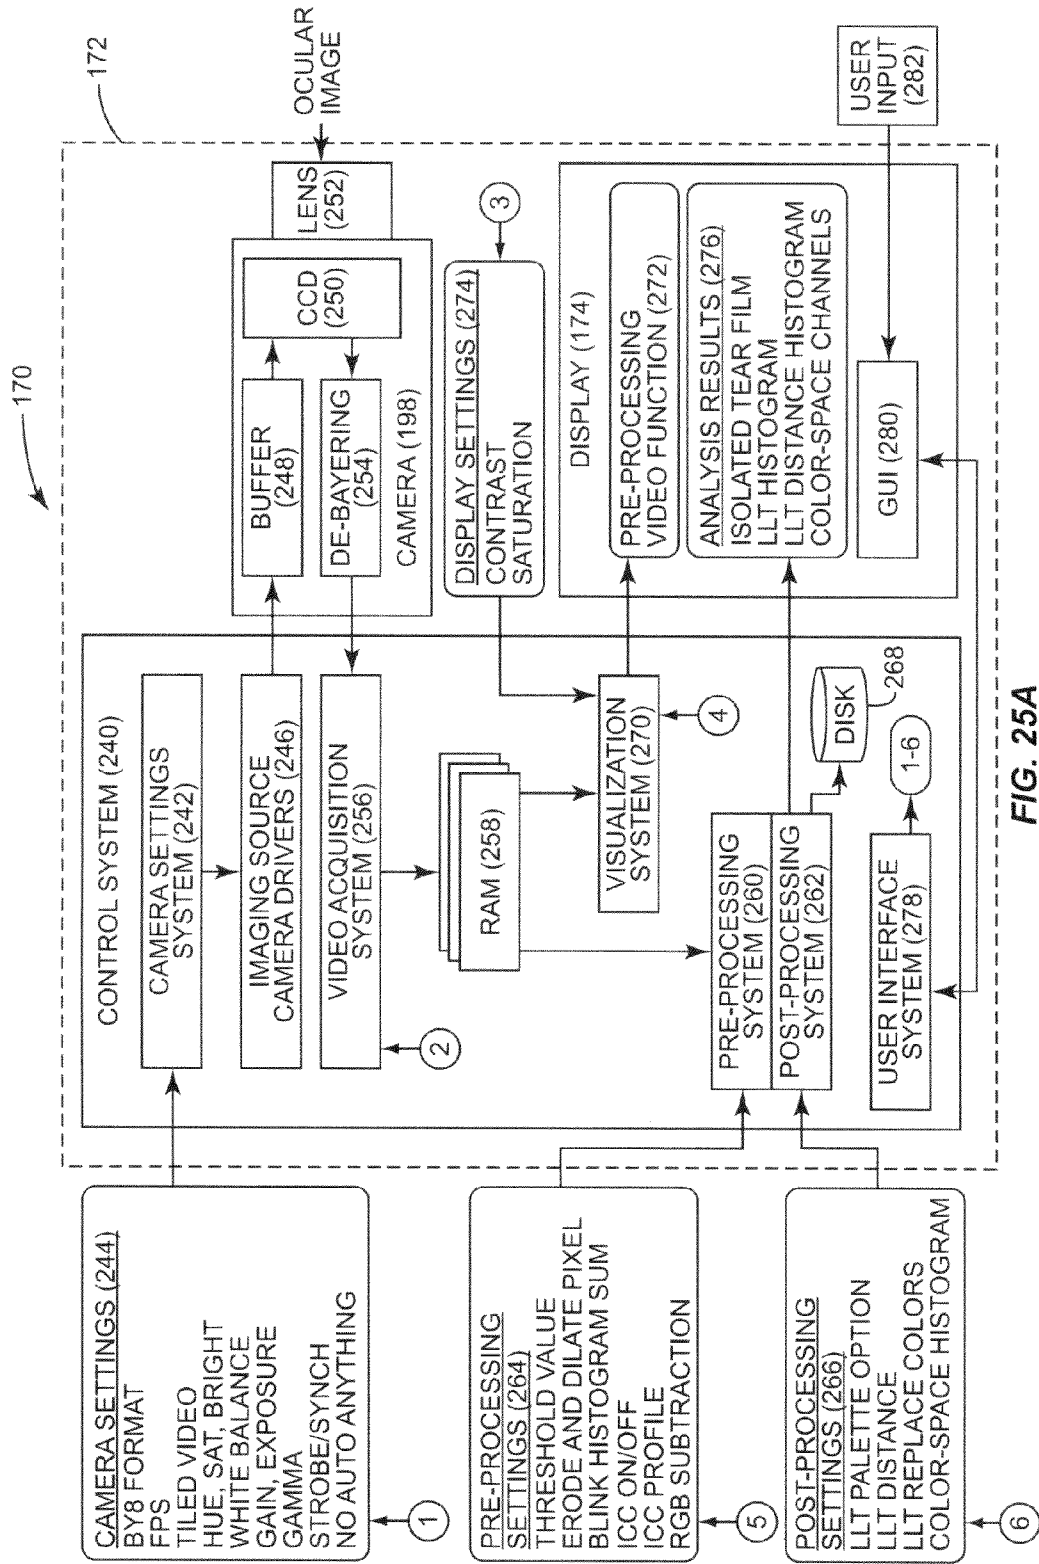 170
172
CONTROL SYSTEM (240)
CAMERA SETTINGS
SYSTEM (242)
IMAGING SOURCE
CAMERA DRIVERS (246)
VIDEO ACQUISITION
SYSTEM (256)
2
RAM (258)
VISUALIZATION
SYSTEM (270)
4
PRE-PROCESSING
SYSTEM (260)
POST-PROCESSING
SYSTEM (262)
DISK
268
USER INTERFACE
SYSTEM (278)
1-6
BUFFER
(248)
CCD
(250)
DE-BAYERING
(254)
CAMERA (198)
LENS
(252)
OCULAR
IMAGE
DISPLAY SETTINGS (274)
CONTRAST
SATURATION
3
DISPLAY (174)
PRE-PROCESSING
VIDEO FUNCTION (272)
ANALYSIS RESULTS (276)
ISOLATED TEAR FILM
LLT HISTOGRAM
LLT DISTANCE HISTOGRAM
COLOR-SPACE CHANNELS
GUI (280)
USER
INPUT
(282)
CAMERA SETTINGS (244)
BY8 FORMAT
FPS
TILED VIDEO
HUE, SAT, BRIGHT
WHITE BALANCE
GAIN, EXPOSURE
GAMMA
STROBE/SYNCH
NO AUTO ANYTHING
1
PRE-PROCESSING
SETTINGS (264)
THRESHOLD VALUE
ERODE AND DILATE PIXEL
BLINK HISTOGRAM SUM
ICC ON/OFF
ICC PROFILE
RGB SUBTRACTION
5
POST-PROCESSING
SETTINGS (266)
LLT PALETTE OPTION
LLT DISTANCE
LLT REPLACE COLORS
COLOR-SPACE HISTOGRAM
6
FIG. 25A